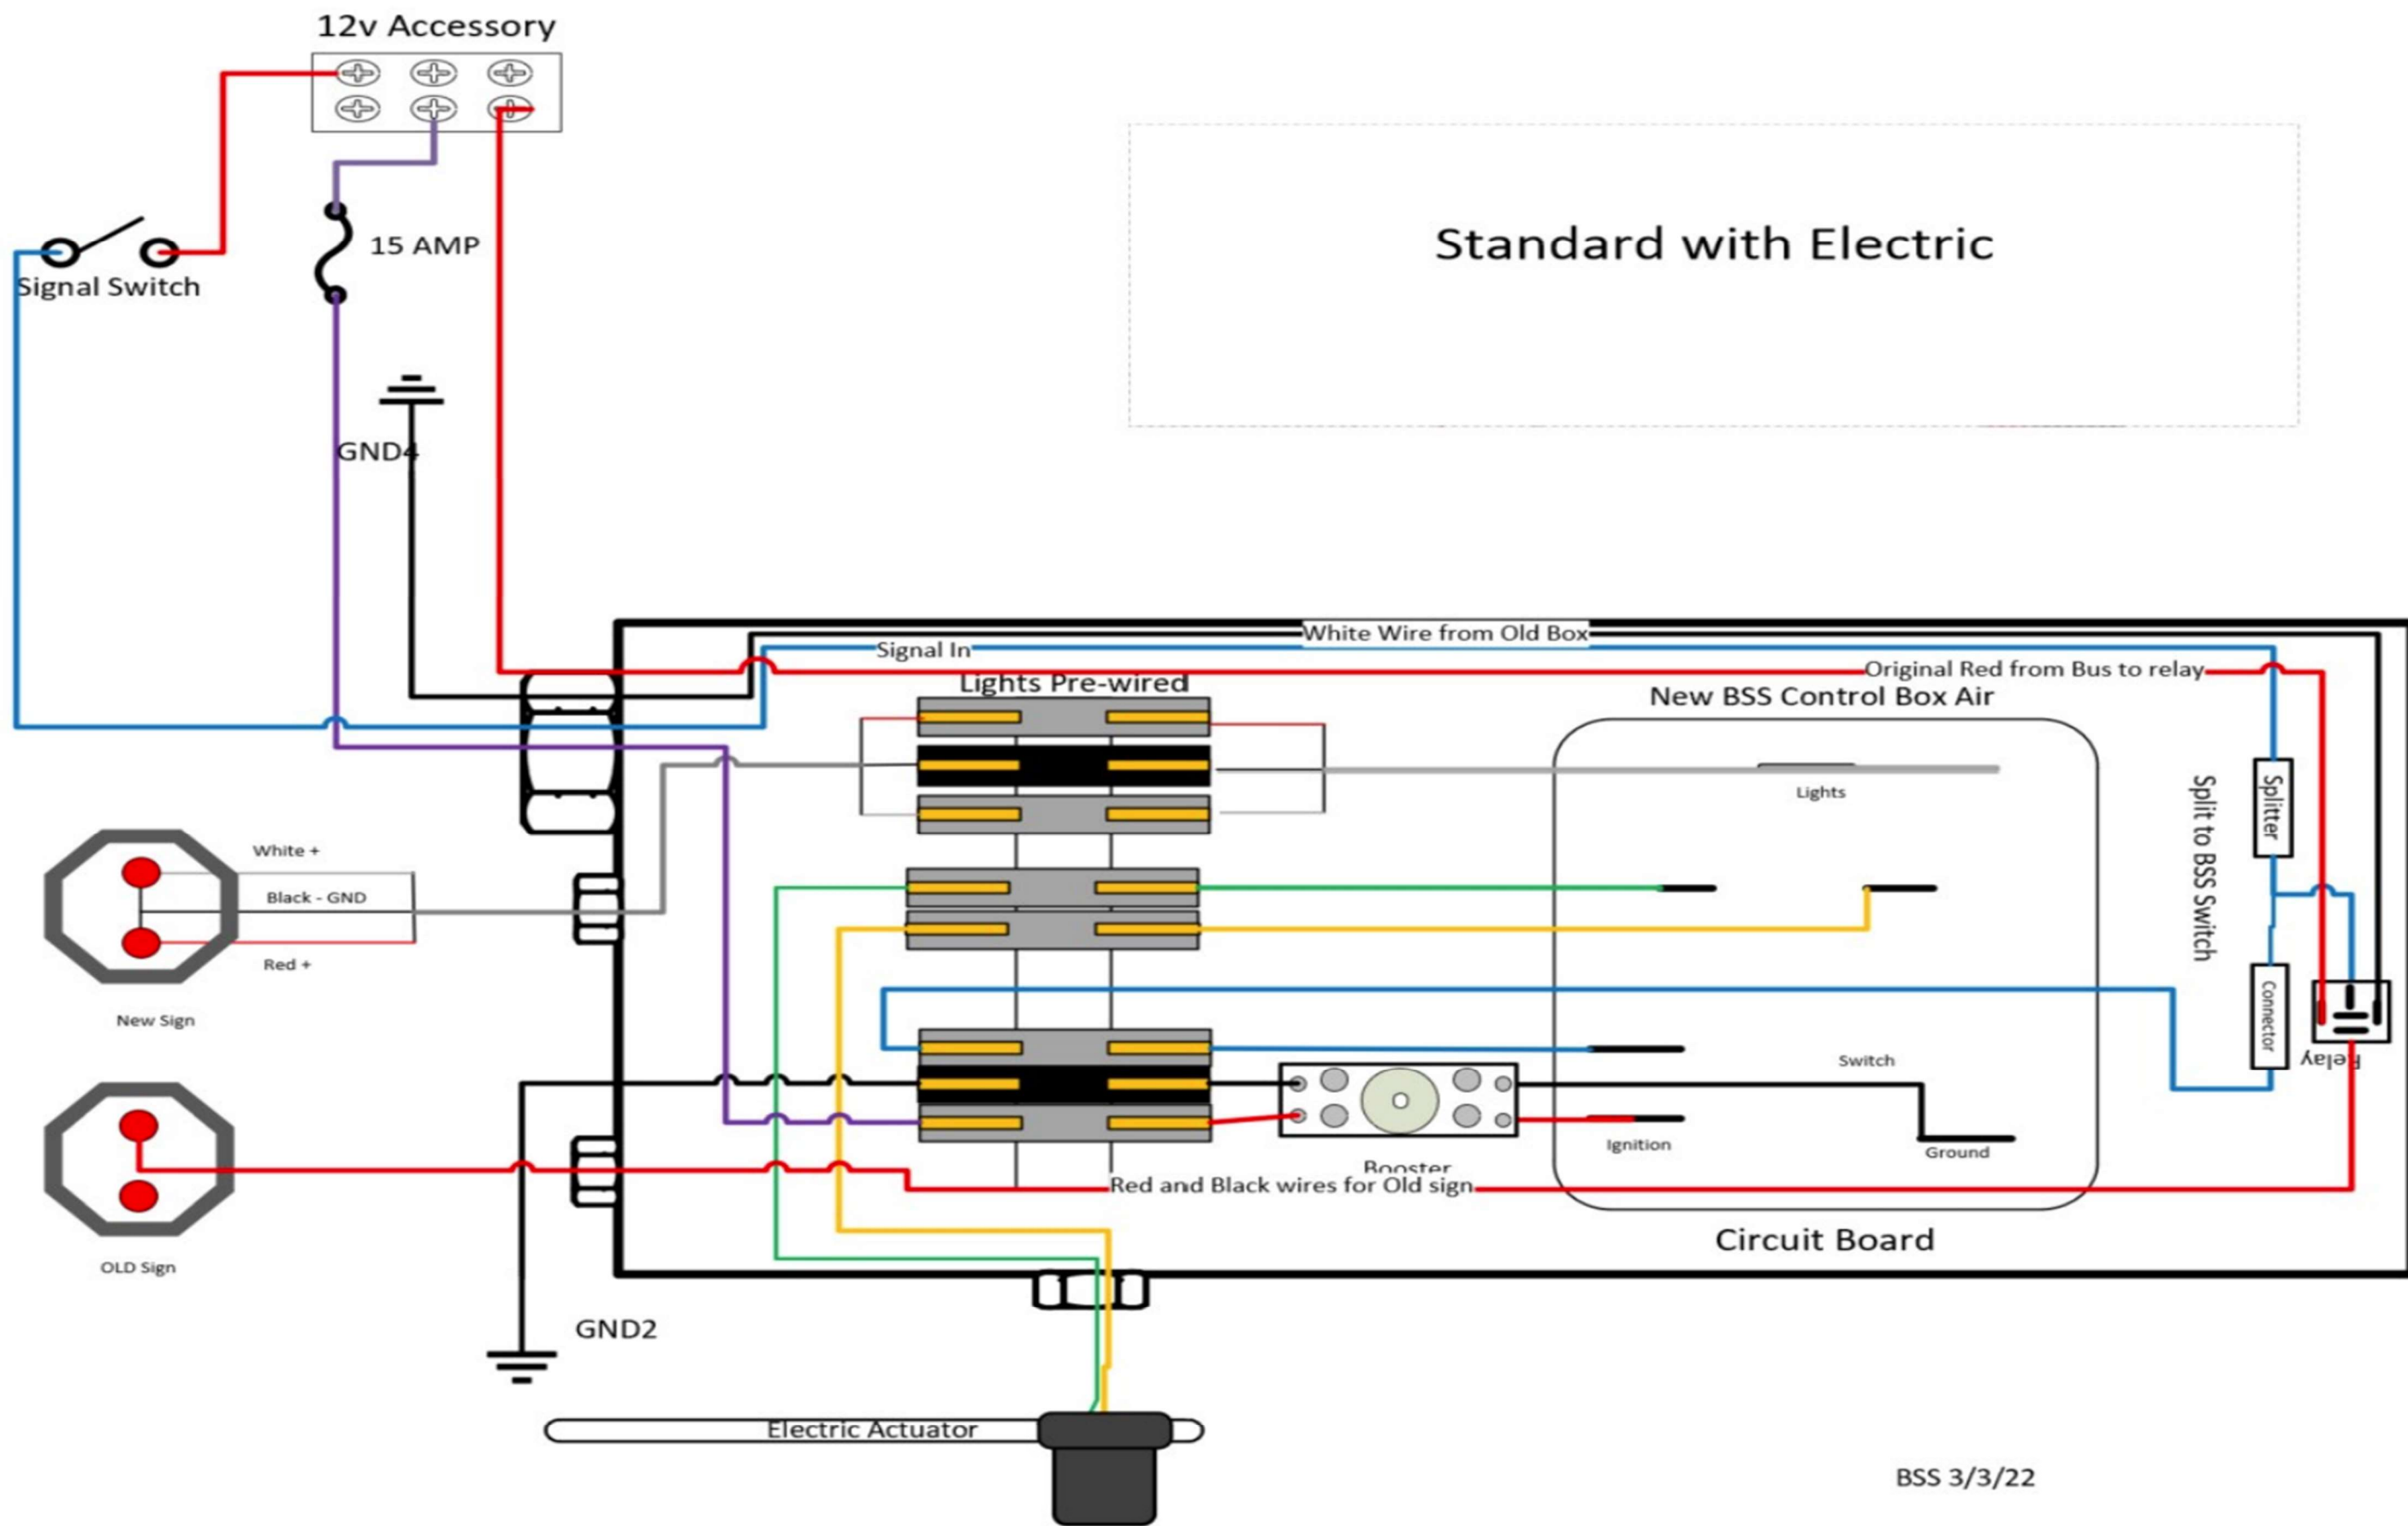 12v Accessory
15 AMP
Signal Switch
Standard with Electric
GND4
White Wire from Old Box
Signal In
Original Red from Bus to relay
Lights Pre-wired
New BSS Control Box Air
Lights
Splitter
Split to BSS Switch
White +
Black - GND
Red +
New Sign
Connector
Relay
Switch
Ignition
Ground
Booster
Red and Black wires for Old sign
Circuit Board
OLD Sign
GND2
Electric Actuator
BSS 3/3/22